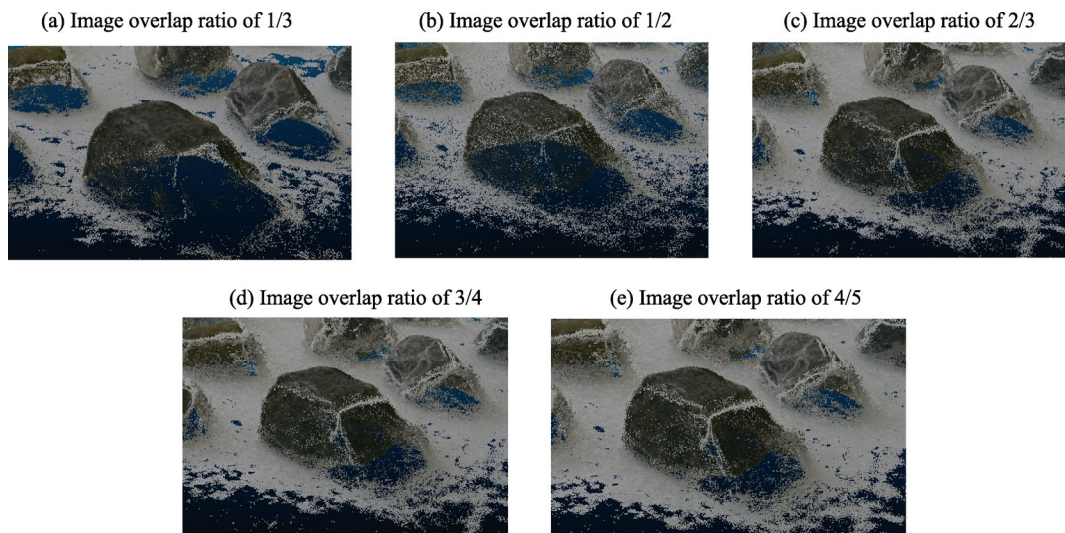 (a) Image overlap ratio of 1/3
(b) Image overlap ratio of 1/2
(c) Image overlap ratio of 2/3
(d) Image overlap ratio of 3/4
(e) Image overlap ratio of 4/5